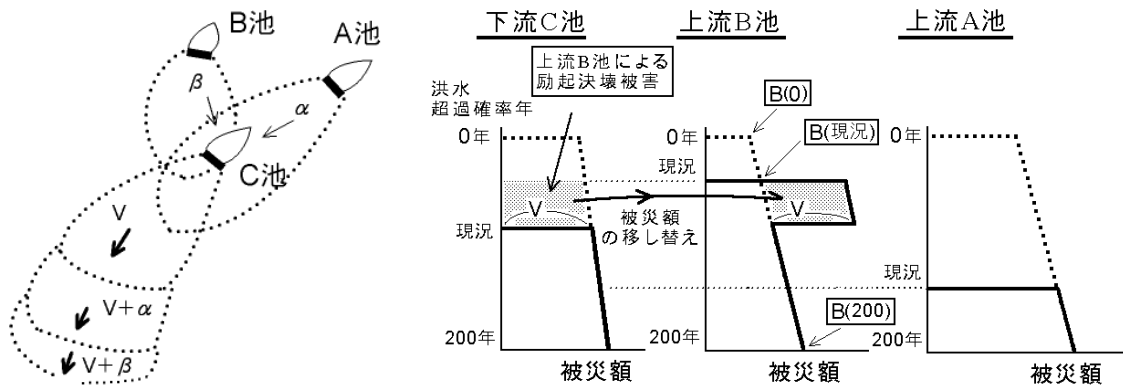 B池
A池
β
α
C池
V
V+α
V+β
下流C池
上流B池
上流A池
上流B池による
励起決壊被害
洪水
超過確率年
0年
現況
200年
V
被災額
の移し替え
被災額
B(0)
B(現況)
0年
現況
V
200年
B(200)
被災額
0年
現況
200年
被災額